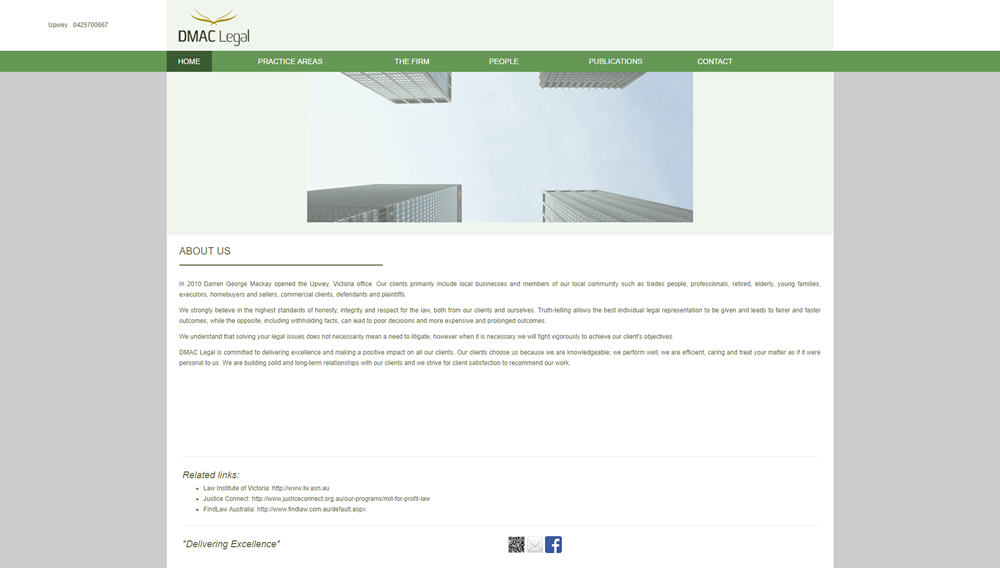 Upwey 0425700667
DMAC Legal
HOME PRACTICE AREAS THE FIRM PEOPLE PUBLICATIONS CONTACT
ABOUT US
In 2010 Darren George Mackay opened the Upwey, Victoria office. Our clients primarily include local businesses and members of our local community such as trades people, professionals, retired, elderly, young families,
executors, homebuyers and sellers, commercial clients, defendants and plaintiffs.
We strongly believe in the highest standards of honesty, integrity and respect for the law, both from our clients and ourselves. Truth-telling allows the best individual legal representation to be given and leads to fairer and faster
outcomes, while the opposite, including withholding facts, can lead to poor decisions and more expensive and prolonged outcomes.
We understand that solving your legal issues does not necessarily mean a need to litigate, however when it is necessary we will fight vigorously to achieve our client's objectives.
DMAC Legal is committed to delivering excellence and making a positive impact on all our clients. Our clients choose us because we are knowledgeable; we perform well; we are efficient, caring and treat your matter as if it were
personal to us. We are building solid and long-term relationships with our clients and we strive for client satisfaction to recommend our work.
Related links:
Law Institute of Victoria: http://www.liv.asn.au
Justice Connect: http://www.justiceconnect.org.au/our-programs/not-for-profit-law
FindLaw Australia: http://www.findlaw.com.au/default.aspx
"Delivering Excellence"